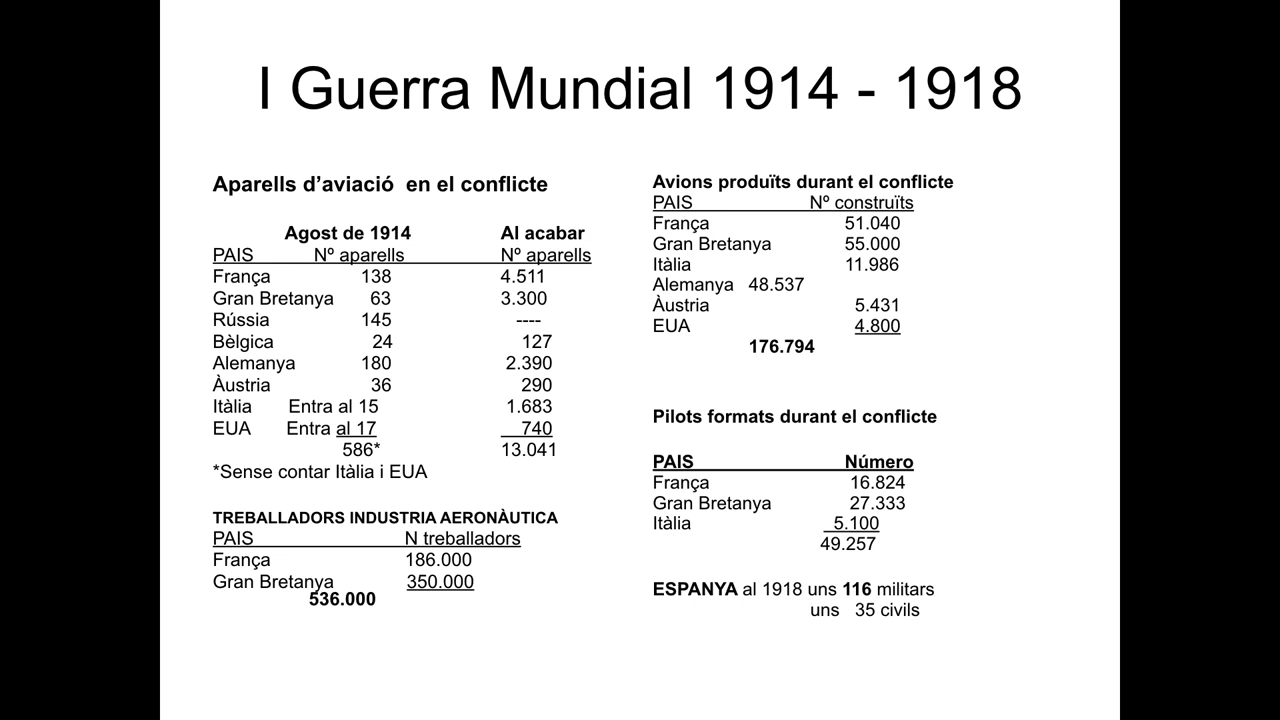 I Guerra Mundial 1914 - 1918
Aparells d’aviació en el conflicte
Agost de 1914 Al acabar
PAIS Nº aparells Nº aparells
França 138 4.511
Gran Bretanya 63 3.300
Rússia 145 ----
Bèlgica 24 127
Alemanya 180 2.390
Àustria 36 290
Itàlia Entra al 15 1.683
EUA Entra al 17 740
586* 13.041
*Sense contar Itàlia i EUA
TREBALLADORS INDUSTRIA AERONÀUTICA
PAIS N treballadors
França 186.000
Gran Bretanya 350.000
536.000
Avions produïts durant el conflicte
PAIS Nº construïts
França 51.040
Gran Bretanya 55.000
Itàlia 11.986
Alemanya 48.537
Àustria 5.431
EUA 4.800
176.794
Pilots formats durant el conflicte
PAIS Número
França 16.824
Gran Bretanya 27.333
Itàlia 5.100
49.257
ESPANYA al 1918 uns 116 militars
uns 35 civils